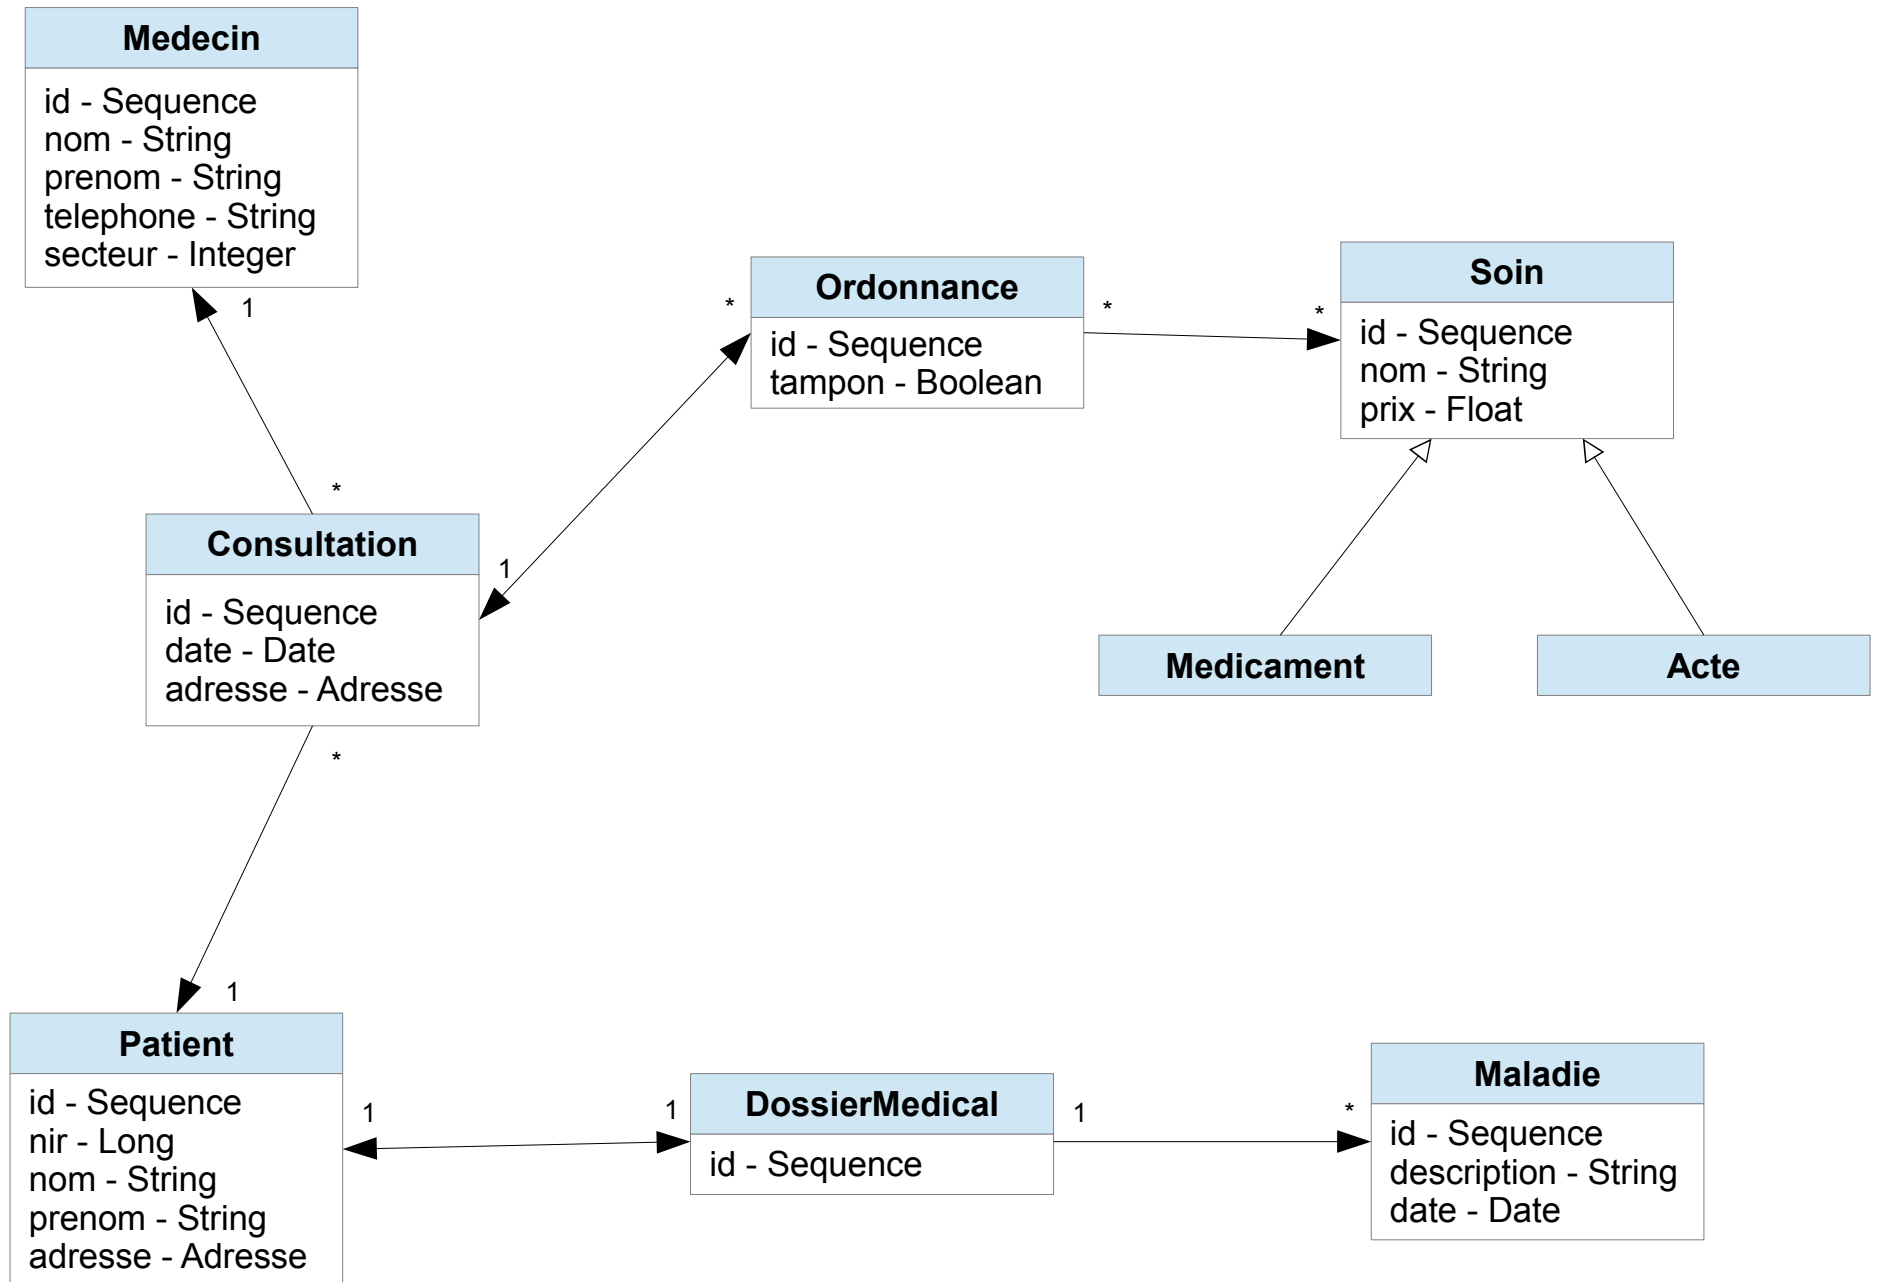 Medecin
id - Sequence
nom - String
prenom - String
telephone - String
secteur - Integer
1
*
Ordonnance
id - Sequence
tampon - Boolean
*
*
Soin
id - Sequence
nom - String
prix - Float
*
Consultation
id - Sequence
date - Date
adresse - Adresse
1
*
Medicament
Acte
1
Patient
id - Sequence
nir - Long
nom - String
prenom - String
adresse - Adresse
1
1
DossierMedical
id - Sequence
1
*
Maladie
id - Sequence
description - String
date - Date